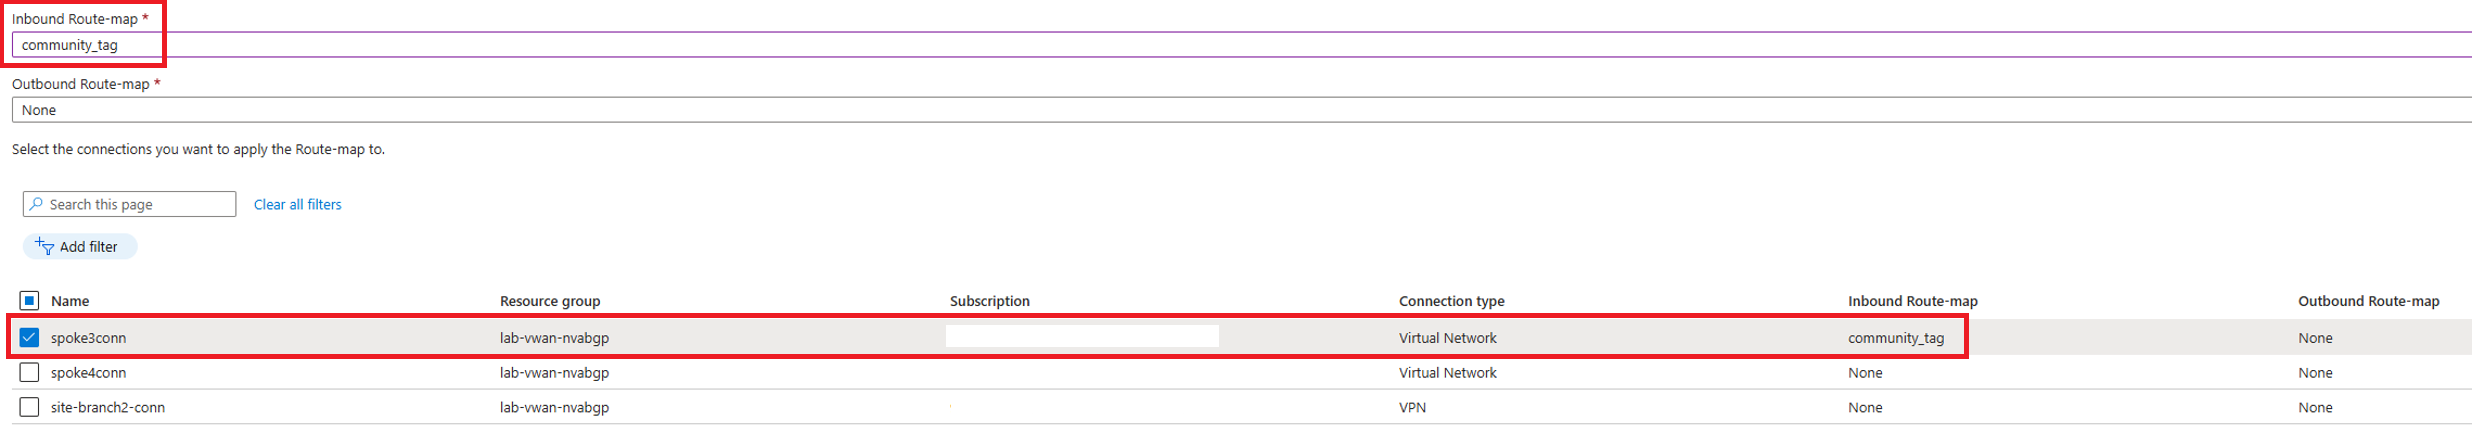 Inbound Route-map *
community_tag
Outbound Route-map *
None
Select the connections you want to apply the Route-map to.
Search this page Clear all filters
Add filter
Name Resource group Subscription Connection type Inbound Route-map Outbound Route-map
spoke3conn lab-vwan-nvabgp Virtual Network community_tag None
spoke4conn lab-vwan-nvabgp Virtual Network None None
site-branch2-conn lab-vwan-nvabgp VPN None None